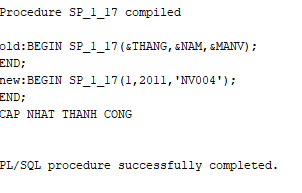 Procedure SP_1_17 compiled
old:BEGIN SP_1_17(&THANG,&NAM,&MANV);
END;
new:BEGIN SP_1_17(1,2011,'NV004');
END;
CAP NHAT THANH CONG
PL/SQL procedure successfully completed.